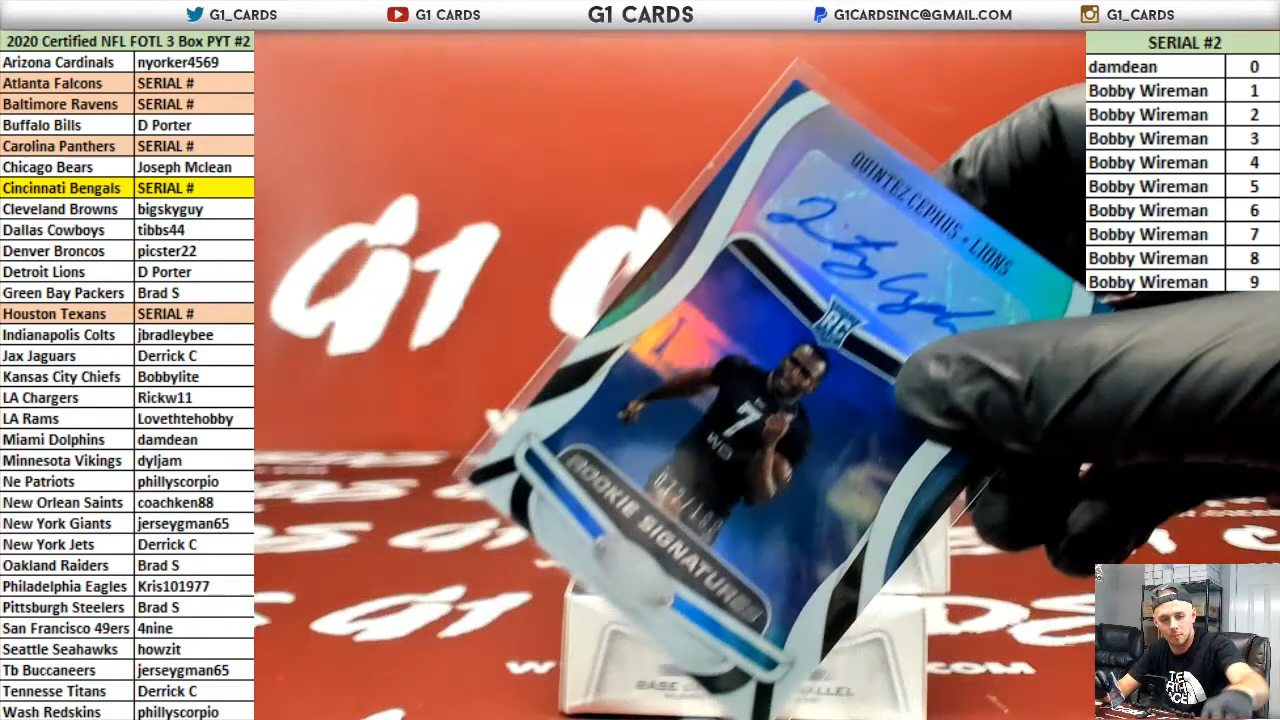 G1_CARDS
G1 CARDS
G1 CARDS
G1CARDSINC@GMAIL.COM
G1_CARDS
2020 Certified NFL FOTL 3 Box PYT #2
Arizona Cardinals nyorker4569
Atlanta Falcons SERIAL #
Baltimore Ravens SERIAL #
Buffalo Bills D Porter
Carolina Panthers SERIAL #
Chicago Bears Joseph Mclean
Cincinnati Bengals SERIAL #
Cleveland Browns bigskyguy
Dallas Cowboys tibbs44
Denver Broncos picster22
Detroit Lions D Porter
Green Bay Packers Brad S
Houston Texans SERIAL #
Indianapolis Colts jbradleybee
Jax Jaguars Derrick C
Kansas City Chiefs Bobbylite
LA Chargers Rickw11
LA Rams Lovethtehobby
Miami Dolphins damdean
Minnesota Vikings dyljam
Ne Patriots phillyscorpio
New Orlean Saints coachken88
New York Giants jerseygman65
New York Jets Derrick C
Oakland Raiders Brad S
Philadelphia Eagles Kris101977
Pittsburgh Steelers Brad S
San Francisco 49ers 4nine
Seattle Seahawks howzit
Tb Buccaneers jerseygman65
Tennesse Titans Derrick C
Wash Redskins phillyscorpio
SERIAL #2
damdean 0
Bobby Wireman 1
Bobby Wireman 2
Bobby Wireman 3
Bobby Wireman 4
Bobby Wireman 5
Bobby Wireman 6
Bobby Wireman 7
Bobby Wireman 8
Bobby Wireman 9
QUINTEZ CEPHUS • LIONS
RC
7
WO
ROOKIE SIGNATURES
G1
G1